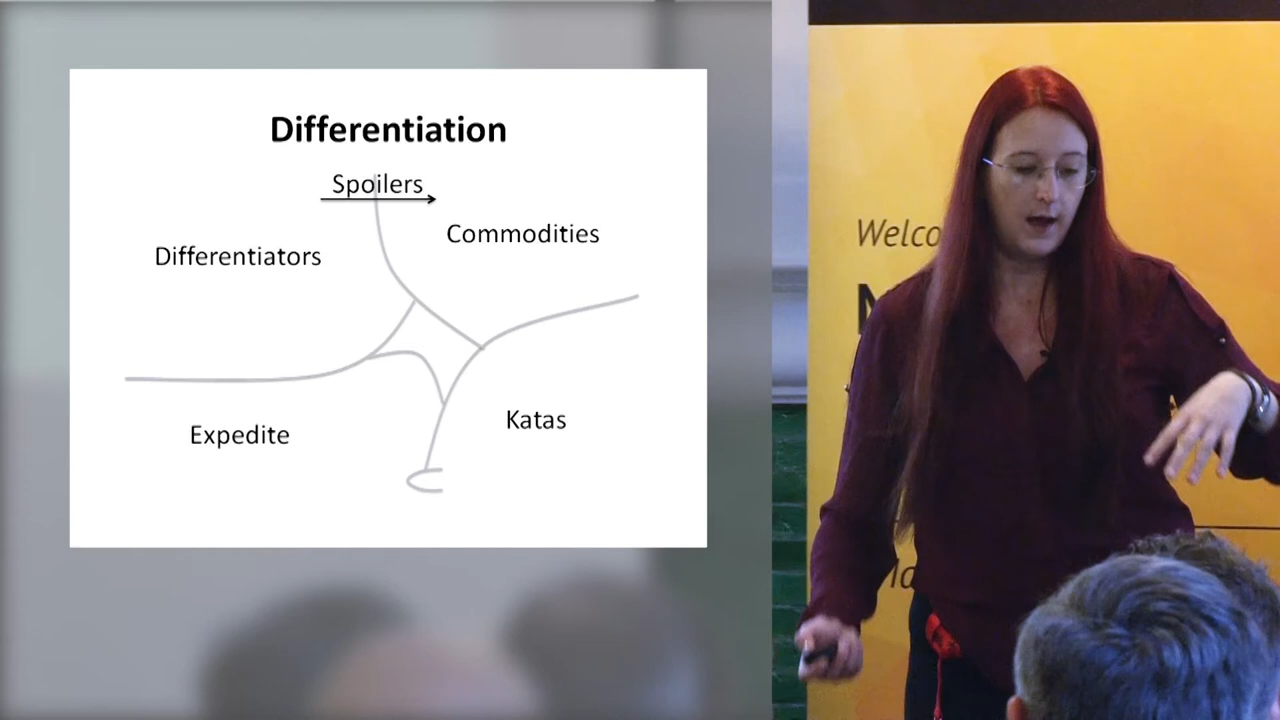 Differentiation
Spoilers
Commodities
Differentiators
Katas
Expedite
Welco